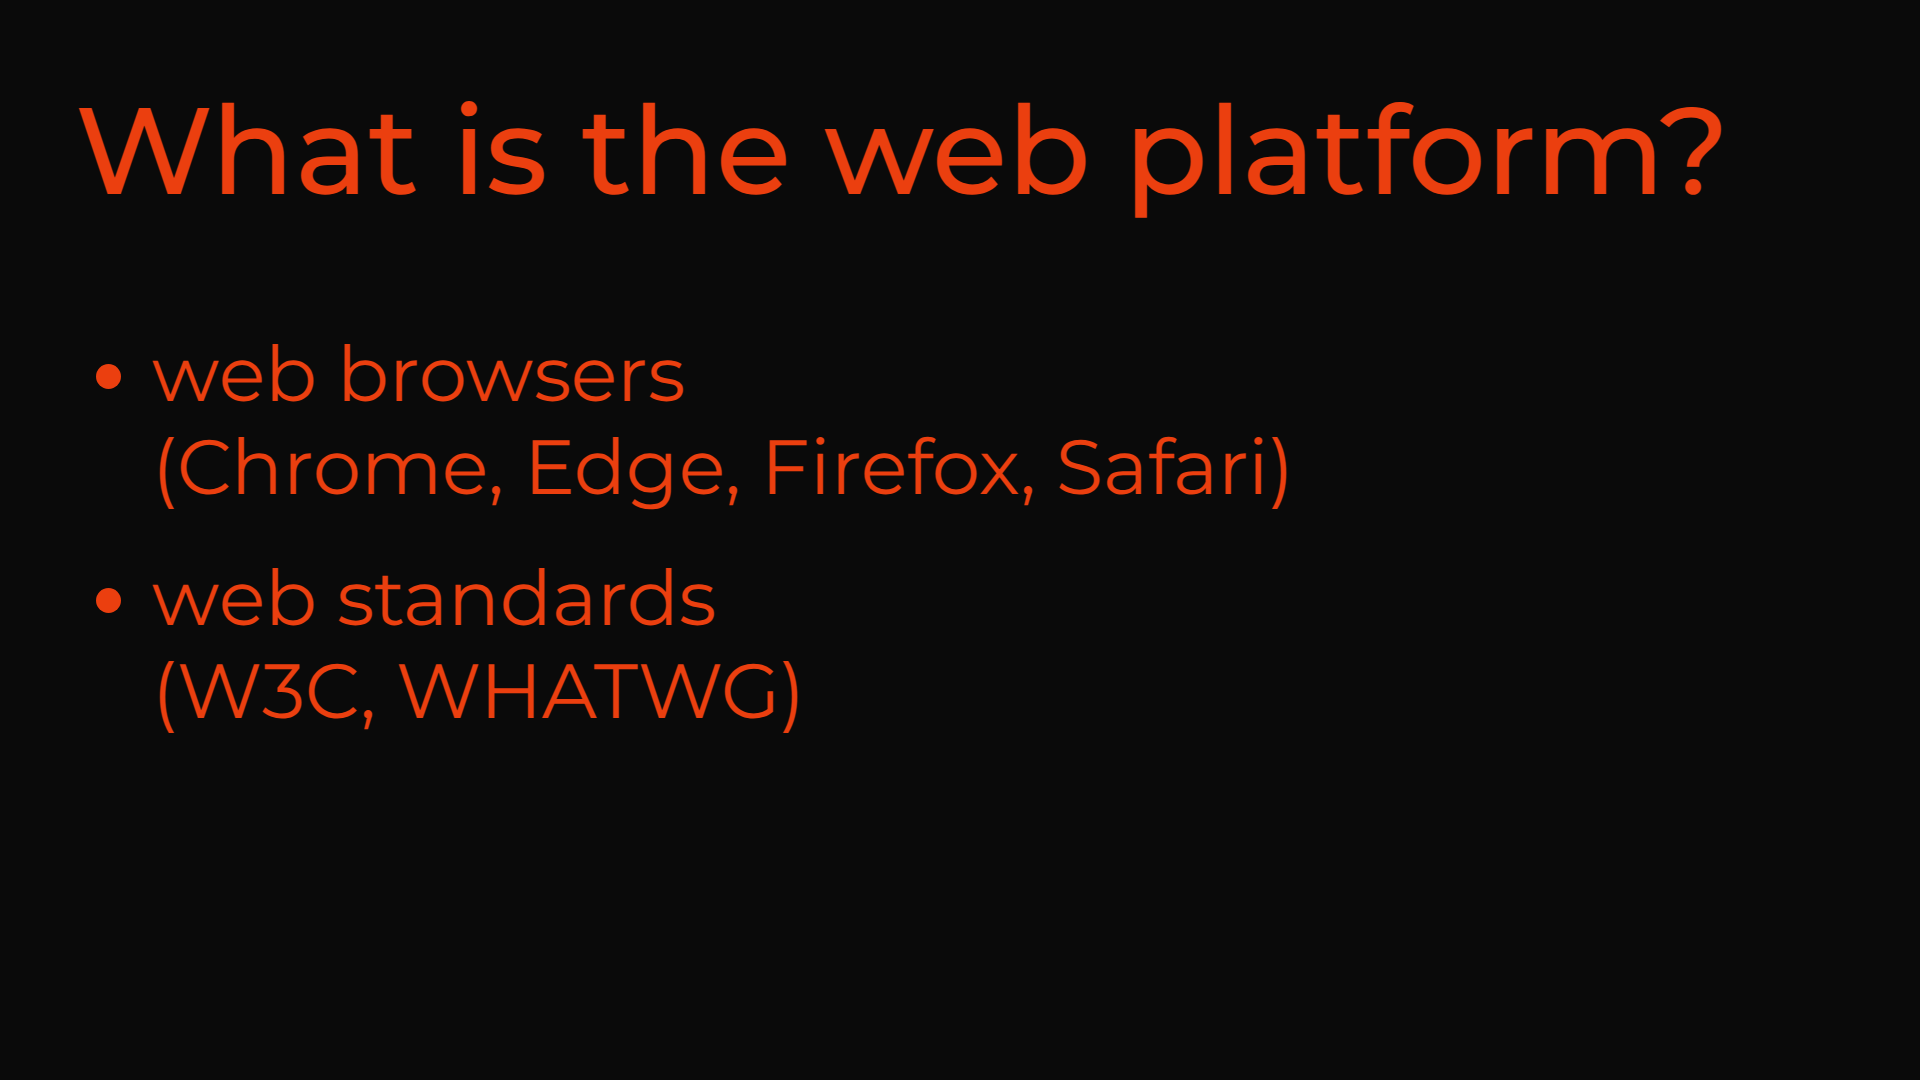 What is the web platform?
• web browsers
(Chrome, Edge, Firefox, Safari)
• web standards
(W3C, WHATWG)